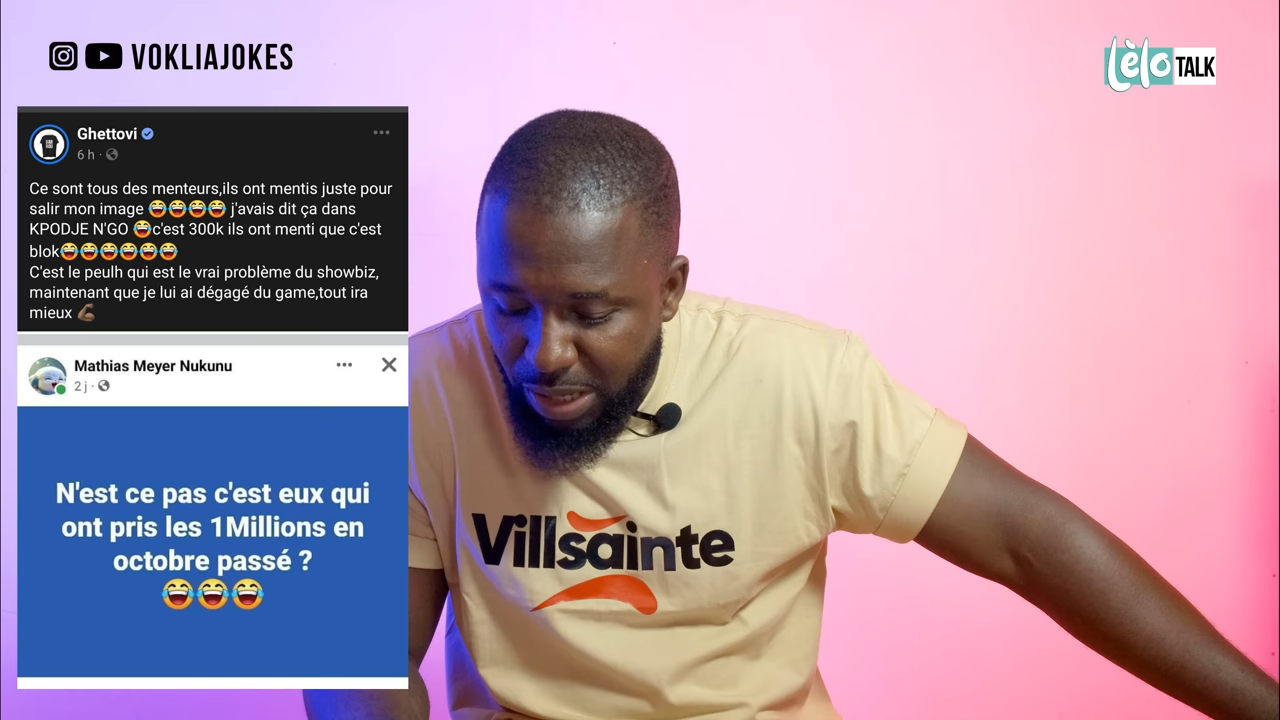 VOKLIAJOKES
Lèlo TALK
Ghettovi
6 h
Ce sont tous des menteurs,ils ont mentis juste pour
salir mon image 😂😂😂😂 j'avais dit ça dans
KPODJE N'GO 😂c'est 300k ils ont menti que c'est
blok😂😂😂😂😂😂
C'est le peulh qui est le vrai problème du showbiz,
maintenant que je lui ai dégagé du game,tout ira
mieux 💪🏿
Mathias Meyer Nukunu
2 j
N'est ce pas c'est eux qui
ont pris les 1Millions en
octobre passé ?
😂😂😂
Villsainte